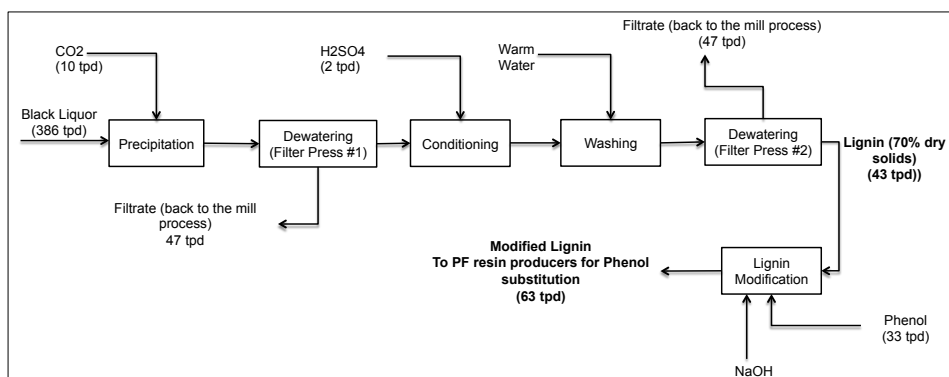 Filtrate (back to the mill process)
(47 tpd)
CO2
(10 tpd)
H2SO4
(2 tpd)
Warm
Water
Black Liquor
(386 tpd)
Precipitation
Dewatering
(Filter Press #1)
Conditioning
Washing
Dewatering
(Filter Press #2)
Lignin (70% dry
solids)
(43 tpd))
Filtrate (back to the mill
process)
47 tpd
Modified Lignin
To PF resin producers for Phenol
substitution
(63 tpd)
Lignin
Modification
Phenol
(33 tpd)
NaOH